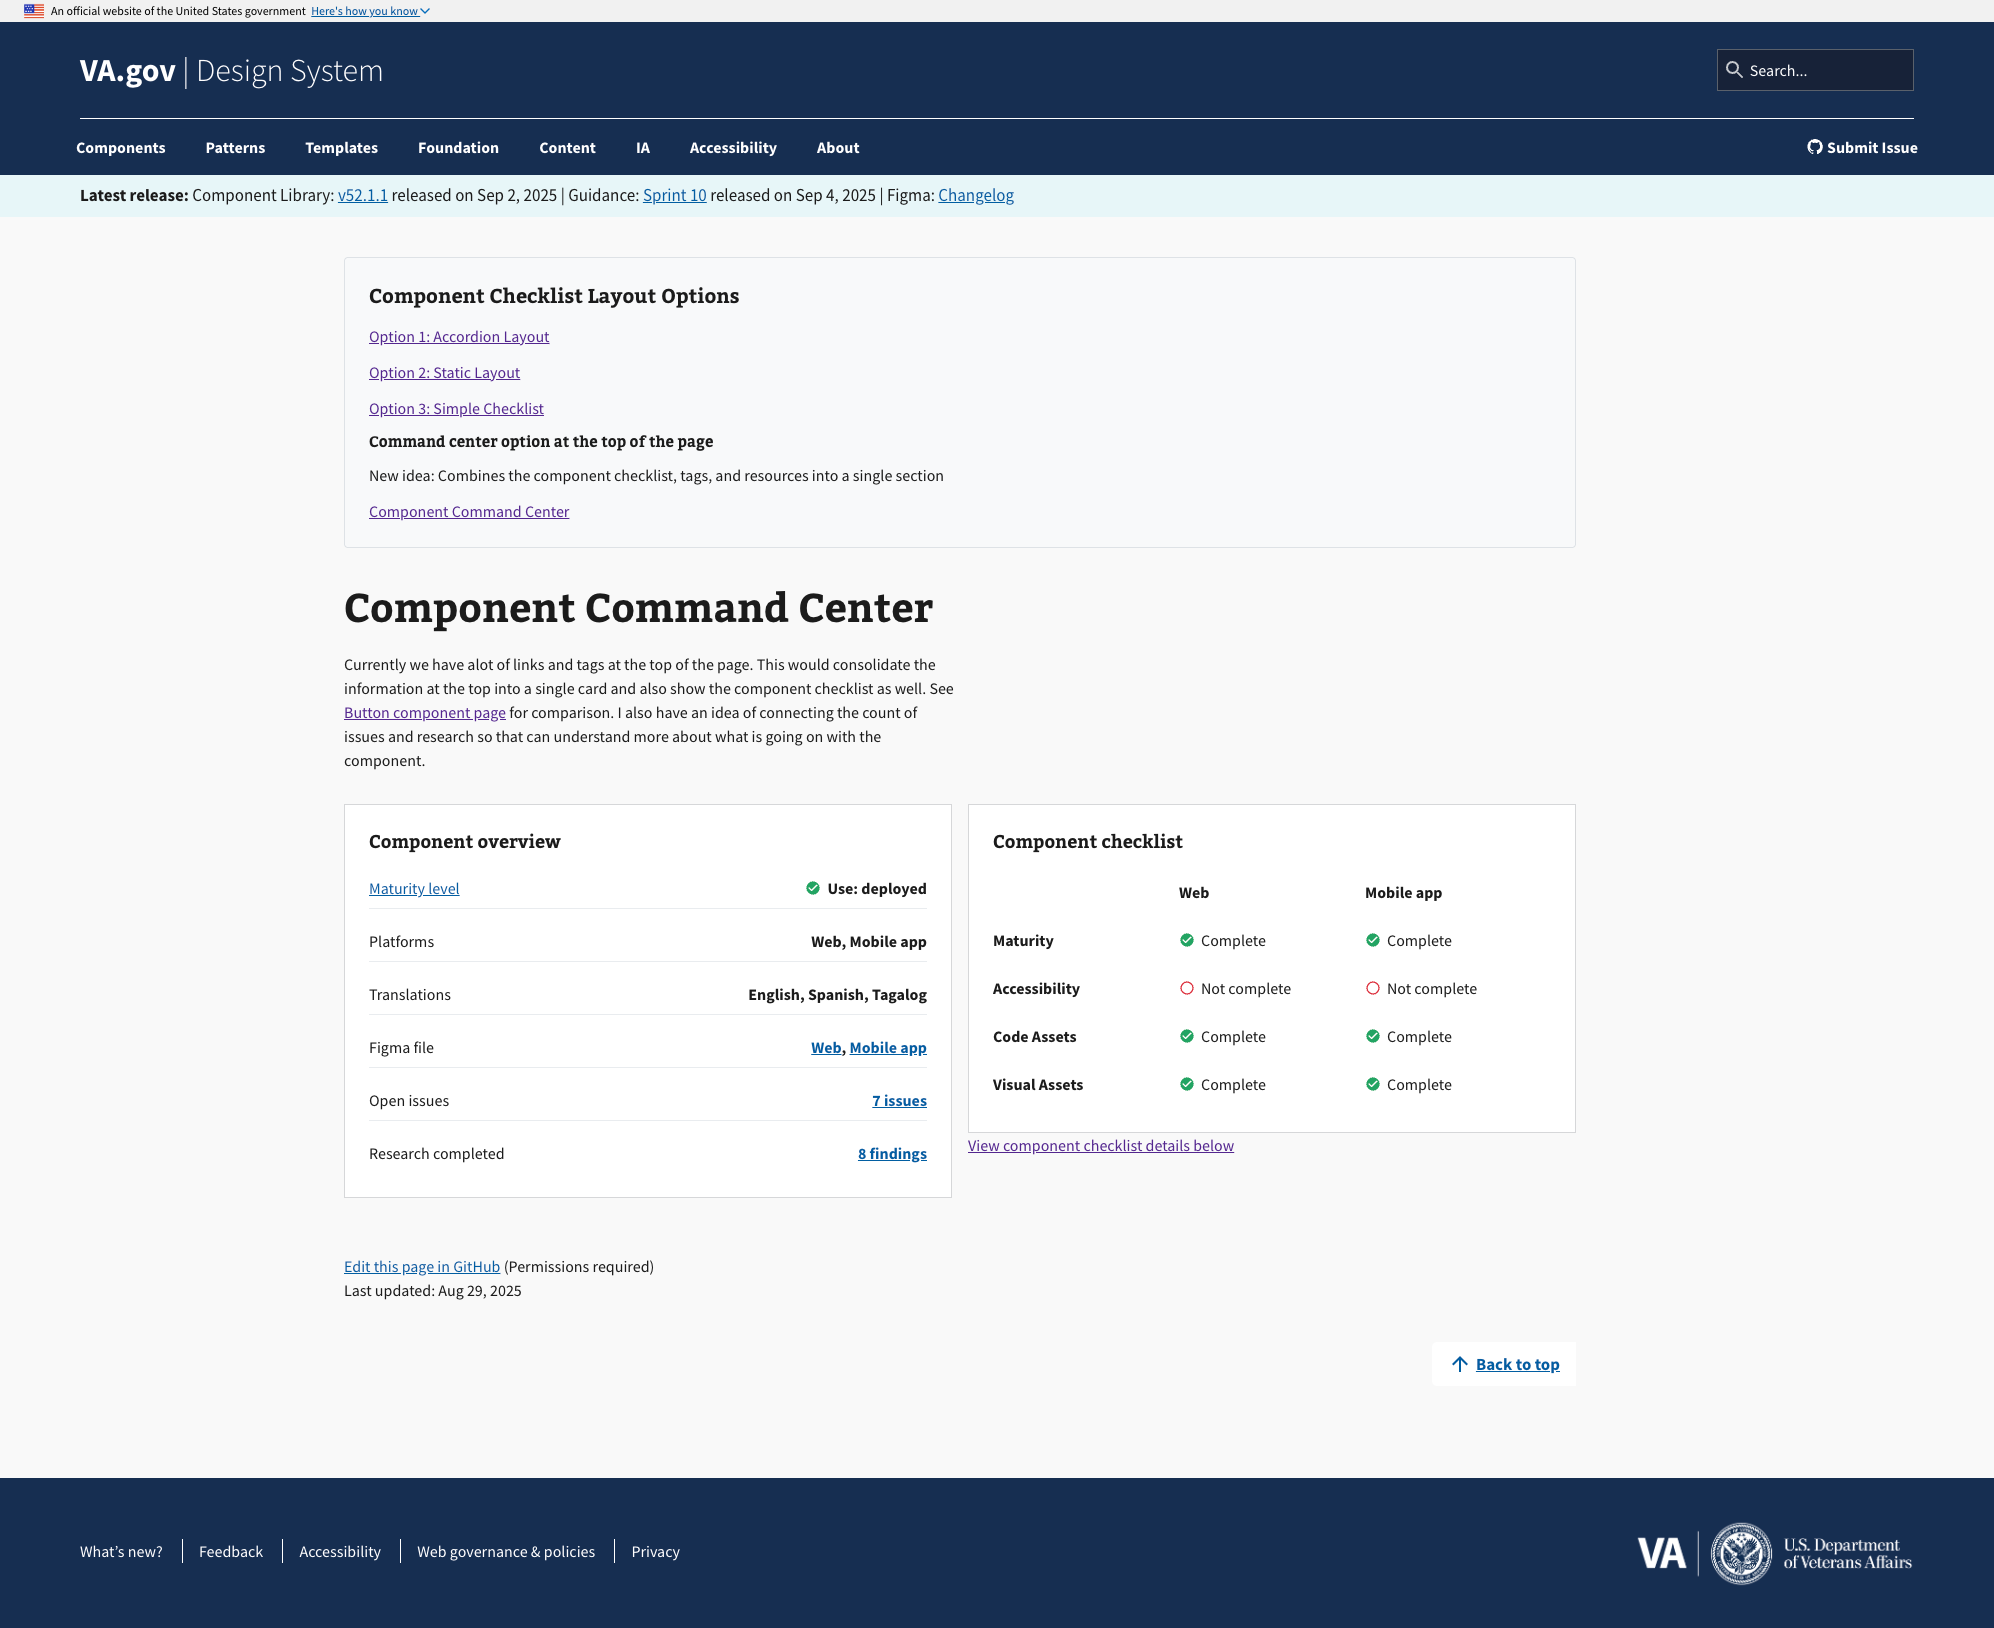 An official website of the United States government Here's how you know
VA.gov | Design System
Search...
Components Patterns Templates Foundation Content IA Accessibility About Submit Issue
Latest release: Component Library: v52.1.1 released on Sep 2, 2025 | Guidance: Sprint 10 released on Sep 4, 2025 | Figma: Changelog
Component Checklist Layout Options
Option 1: Accordion Layout
Option 2: Static Layout
Option 3: Simple Checklist
Command center option at the top of the page
New idea: Combines the component checklist, tags, and resources into a single section
Component Command Center
Component Command Center
Currently we have alot of links and tags at the top of the page. This would consolidate the
information at the top into a single card and also show the component checklist as well. See
Button component page for comparison. I also have an idea of connecting the count of
issues and research so that can understand more about what is going on with the
component.
Component overview
Maturity level Use: deployed
Platforms Web, Mobile app
Translations English, Spanish, Tagalog
Figma file Web, Mobile app
Open issues 7 issues
Research completed 8 findings
Component checklist
Web Mobile app
Maturity Complete Complete
Accessibility Not complete Not complete
Code Assets Complete Complete
Visual Assets Complete Complete
View component checklist details below
Edit this page in GitHub (Permissions required)
Last updated: Aug 29, 2025
Back to top
What's new? Feedback Accessibility Web governance & policies Privacy
VA
U.S. Department
of Veterans Affairs